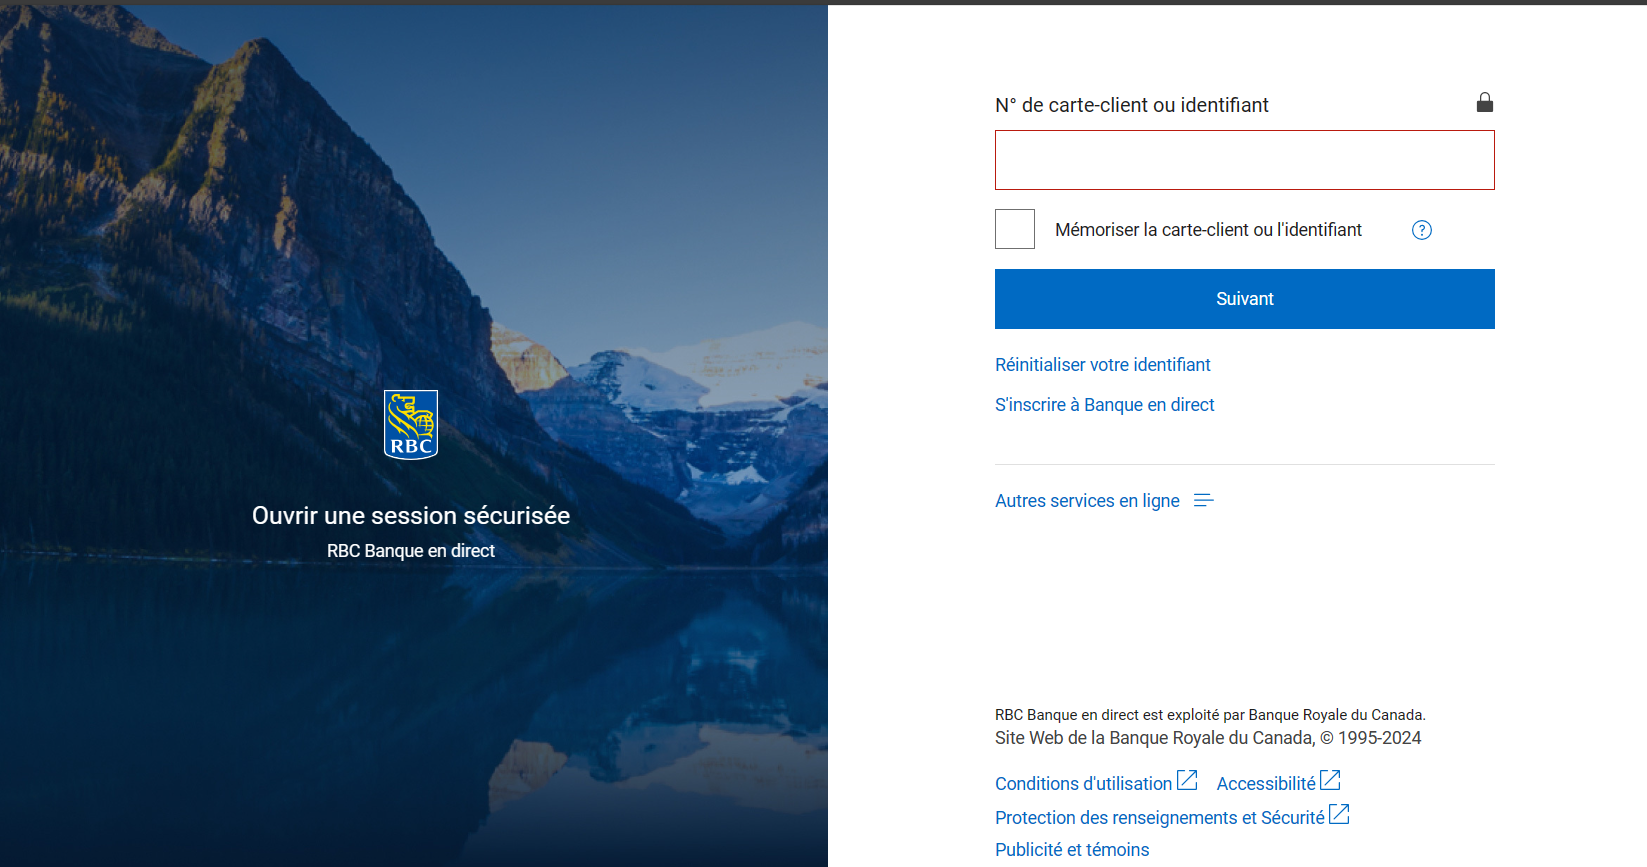 RBC
Ouvrir une session sécurisée
RBC Banque en direct
N° de carte-client ou identifiant
Mémoriser la carte-client ou l'identifiant
?
Suivant
Réinitialiser votre identifiant
S'inscrire à Banque en direct
Autres services en ligne
RBC Banque en direct est exploité par Banque Royale du Canada.
Site Web de la Banque Royale du Canada, © 1995-2024
Conditions d'utilisation Accessibilité
Protection des renseignements et Sécurité
Publicité et témoins